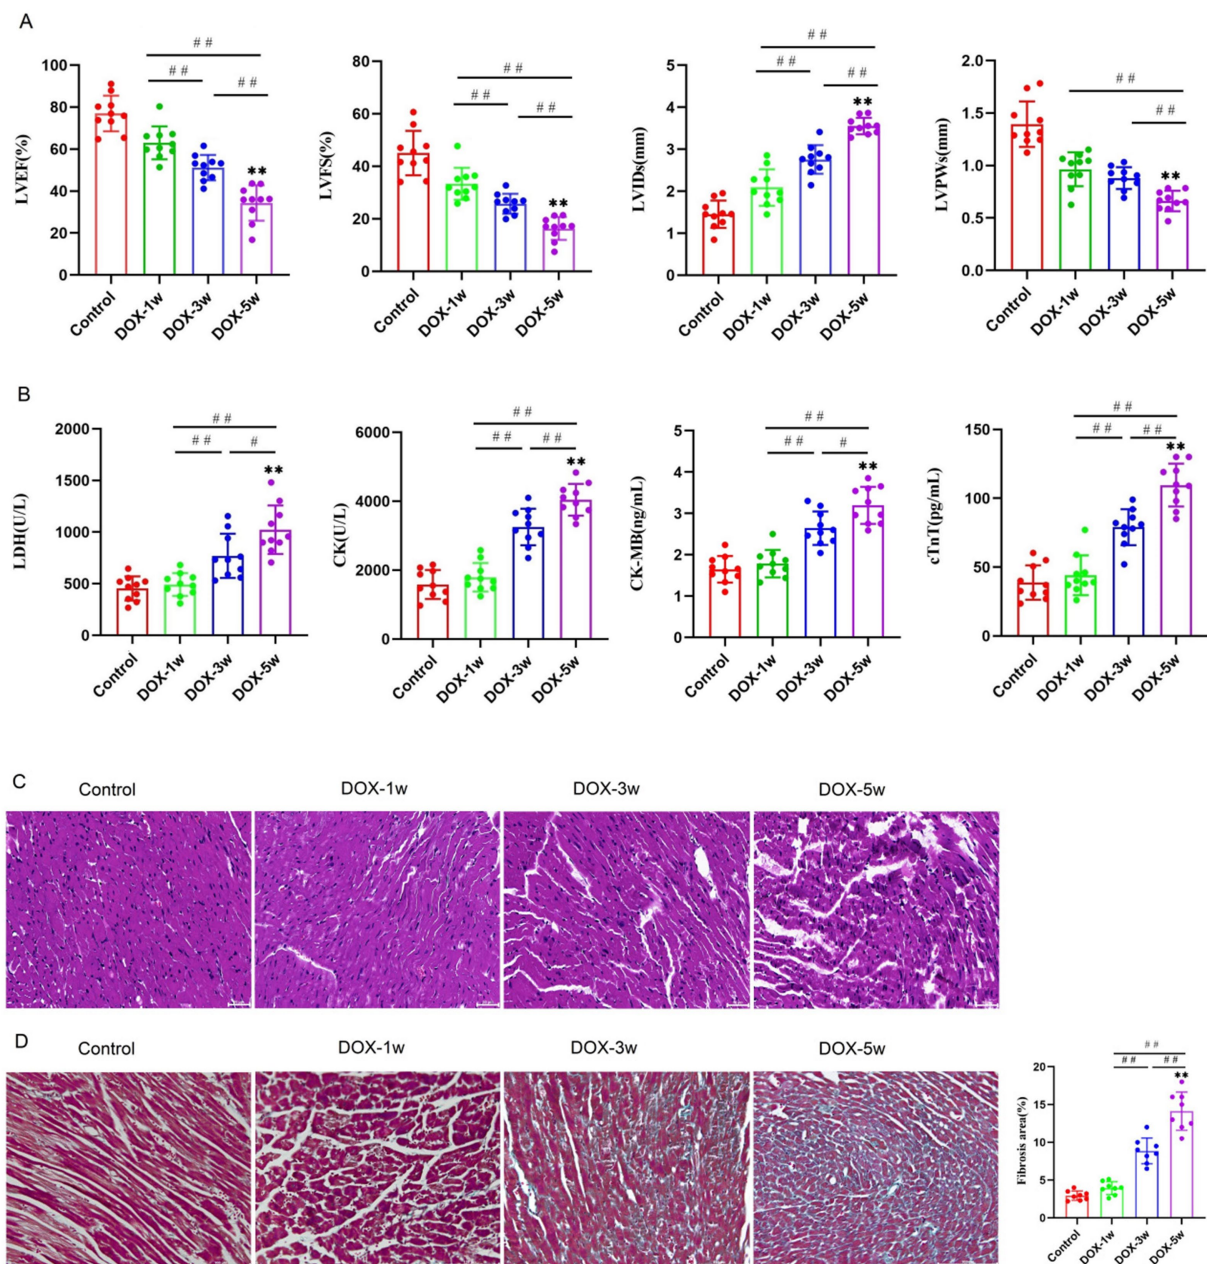 A
LVEF(%)
100
80
60
40
20
0
# #
# #
# #
**
Control
DOX-1w
DOX-3w
DOX-5w
LVFS(%)
80
60
40
20
0
# #
# #
# #
**
Control
DOX-1w
DOX-3w
DOX-5w
LVIDs(mm)
5
4
3
2
1
0
# #
# #
# #
**
Control
DOX-1w
DOX-3w
DOX-5w
LVPWs(mm)
2.0
1.5
1.0
0.5
0.0
# #
# #
**
Control
DOX-1w
DOX-3w
DOX-5w
B
LDH(U/L)
2000
1500
1000
500
0
# #
# #
#
**
Control
DOX-1w
DOX-3w
DOX-5w
CK(U/L)
6000
4000
2000
0
# #
# #
# #
**
Control
DOX-1w
DOX-3w
DOX-5w
CK-MB(ng/mL)
5
4
3
2
1
0
# #
# #
#
**
Control
DOX-1w
DOX-3w
DOX-5w
cTnT(pg/mL)
150
100
50
0
# #
# #
# #
**
Control
DOX-1w
DOX-3w
DOX-5w
C
Control
DOX-1w
DOX-3w
DOX-5w
D
Control
DOX-1w
DOX-3w
DOX-5w
Fibrosis area(%)
20
15
10
5
0
# #
# #
# #
**
Control
DOX-1w
DOX-3w
DOX-5w